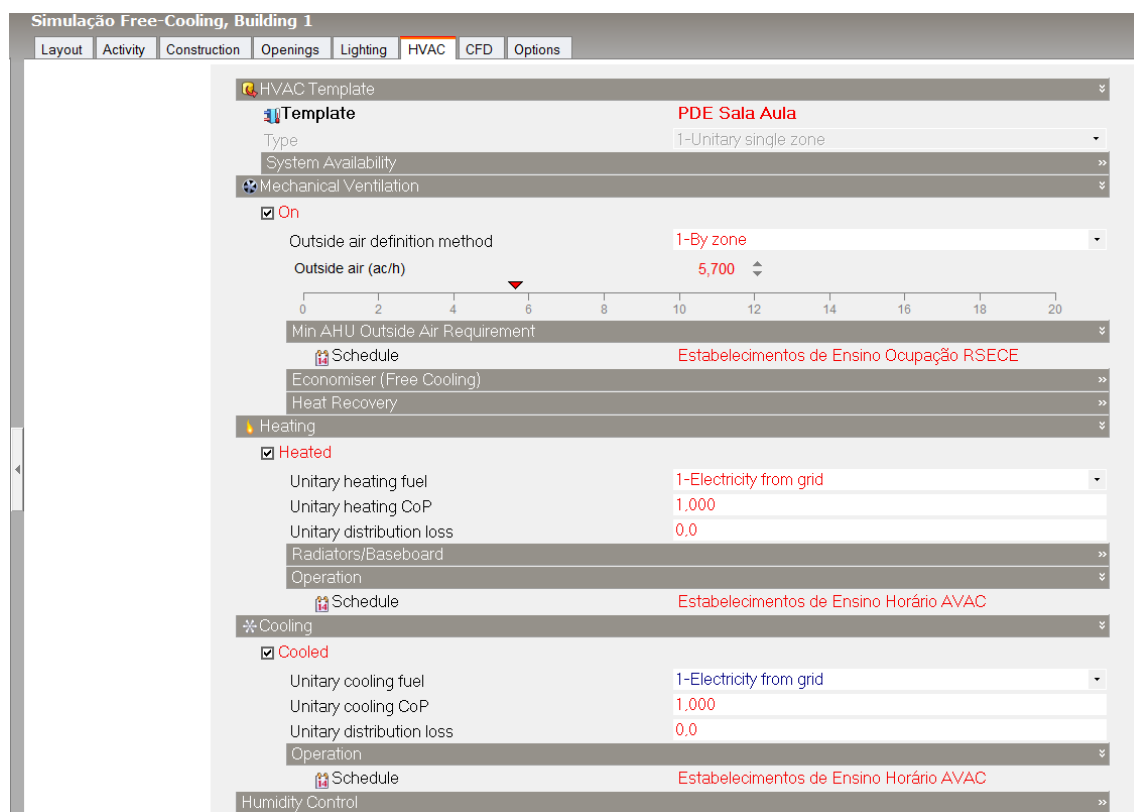 Simulação Free-Cooling, Building 1
Layout Activity Construction Openings Lighting HVAC CFD Options
HVAC Template
Template PDE Sala Aula
Type 1-Unitary single zone
System Availability
Mechanical Ventilation
On
Outside air definition method 1-By zone
Outside air (ac/h) 5,700
0 2 4 6 8 10 12 14 16 18 20
Min AHU Outside Air Requirement
Schedule Estabelecimentos de Ensino Ocupação RSECE
Economiser (Free Cooling)
Heat Recovery
Heating
Heated
Unitary heating fuel 1-Electricity from grid
Unitary heating CoP 1,000
Unitary distribution loss 0,0
Radiators/Baseboard
Operation
Schedule Estabelecimentos de Ensino Horário AVAC
Cooling
Cooled
Unitary cooling fuel 1-Electricity from grid
Unitary cooling CoP 1,000
Unitary distribution loss 0,0
Operation
Schedule Estabelecimentos de Ensino Horário AVAC
Humidity Control